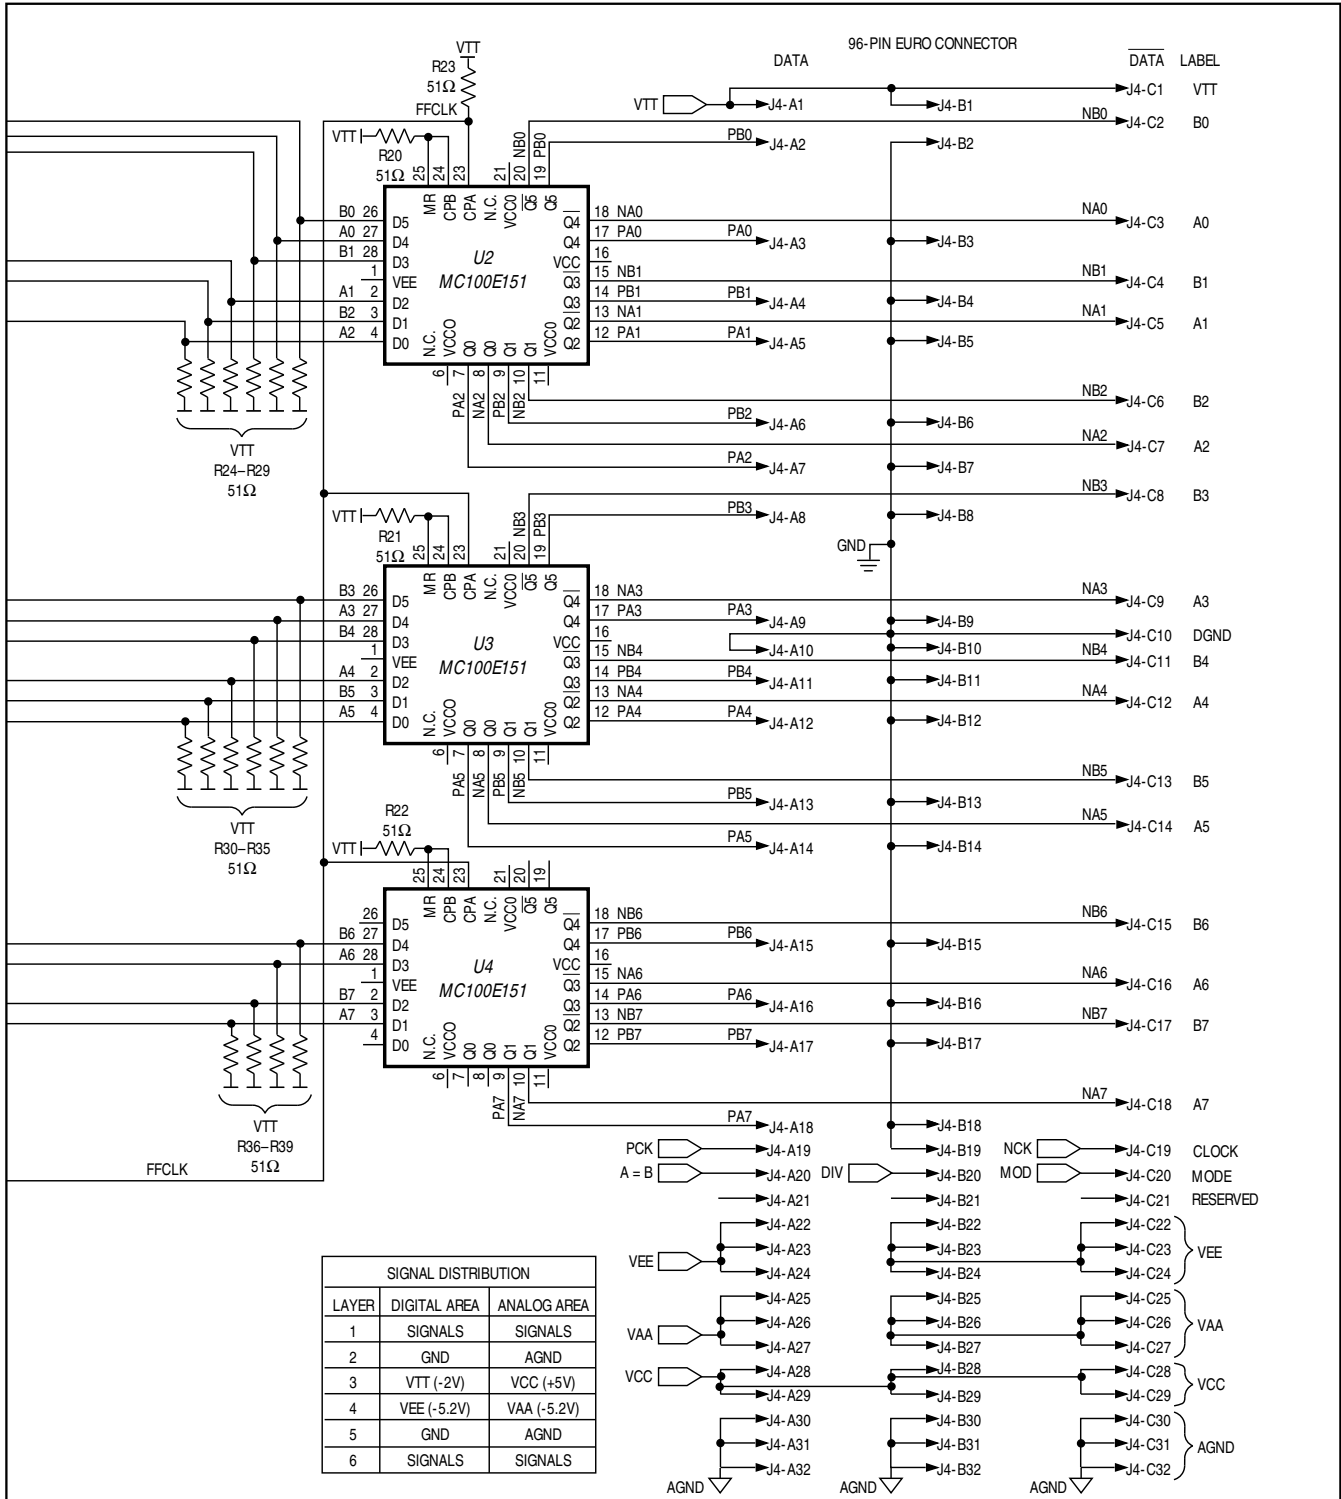 96-PIN EURO CONNECTOR
DATA
DATA LABEL
VTT
R23
51Ω
FFCLK
VTT
J4-A1
J4-B1
J4-C1 VTT
NB0 J4-C2 B0
PB0 J4-A2
J4-B2
VTT
R20
51Ω
25 24 23 21 20 19
NB0 PB0
MR CPB CPA N.C. VCC0 Q5 Q5
U2
MC100E151
B0 26 D5
A0 27 D4
B1 28 D3
1 VEE
A1 2 D2
B2 3 D1
A2 4 D0
Q4 18 NA0 NA0 J4-C3 A0
Q4 17 PA0 PA0 J4-A3 J4-B3
VCC 16
Q3 15 NB1 NB1 J4-C4 B1
Q3 14 PB1 PB1 J4-A4 J4-B4
Q2 13 NA1 NA1 J4-C5 A1
Q2 12 PA1 PA1 J4-A5 J4-B5
N.C. VCCO Q0 Q0 Q1 Q1 VCC0
6 7 8 9 10 11
PA2 NA2 PB2 NB2
NB2 J4-C6 B2
PB2 J4-A6 J4-B6
NA2 J4-C7 A2
PA2 J4-A7 J4-B7
VTT
R24–R29
51Ω
NB3 J4-C8 B3
PB3 J4-A8 J4-B8
GND
VTT
R21
51Ω
25 24 23 21 20 19
NB3 PB3
MR CPB CPA N.C. VCC0 Q5 Q5
U3
MC100E151
B3 26 D5
A3 27 D4
B4 28 D3
1 VEE
A4 2 D2
B5 3 D1
A5 4 D0
Q4 18 NA3 NA3 J4-C9 A3
Q4 17 PA3 PA3 J4-A9 J4-B9
J4-C10 DGND
VCC 16
J4-A10 J4-B10
Q3 15 NB4 NB4 J4-C11 B4
Q3 14 PB4 PB4 J4-A11 J4-B11
Q2 13 NA4 NA4 J4-C12 A4
Q2 12 PA4 PA4 J4-A12 J4-B12
N.C. VCCO Q0 Q0 Q1 Q1 VCC0
6 7 8 9 10 11
PA5 NA5 PB5 NB5
NB5 J4-C13 B5
PB5 J4-A13 J4-B13
NA5 J4-C14 A5
PA5 J4-A14 J4-B14
VTT
R30–R35
51Ω
R22
51Ω
VTT
25 24 23 21 20 19
MR CPB CPA N.C. VCC0 Q5 Q5
U4
MC100E151
26 D5
B6 27 D4
A6 28 D3
1 VEE
B7 2 D2
A7 3 D1
4 D0
Q4 18 NB6 NB6 J4-C15 B6
Q4 17 PB6 PB6 J4-A15 J4-B15
VCC 16
Q3 15 NA6 NA6 J4-C16 A6
Q3 14 PA6 PA6 J4-A16 J4-B16
Q2 13 NB7 NB7 J4-C17 B7
Q2 12 PB7 PB7 J4-A17 J4-B17
N.C. VCCO Q0 Q0 Q1 Q1 VCC0
6 7 8 9 10 11
PA7 NA7
NA7 J4-C18 A7
PA7 J4-A18 J4-B18
VTT
R36–R39
51Ω
FFCLK
PCK J4-A19 J4-B19 NCK J4-C19 CLOCK
A = B J4-A20 DIV J4-B20 MOD J4-C20 MODE
J4-A21 J4-B21 J4-C21 RESERVED
J4-A22 J4-B22 J4-C22
VEE J4-A23 J4-B23 J4-C23 VEE
J4-A24 J4-B24 J4-C24
J4-A25 J4-B25 J4-C25
VAA J4-A26 J4-B26 J4-C26 VAA
J4-A27 J4-B27 J4-C27
VCC J4-A28 J4-B28 J4-C28 VCC
J4-A29 J4-B29 J4-C29
J4-A30 J4-B30 J4-C30
J4-A31 J4-B31 J4-C31 AGND
J4-A32 J4-B32 J4-C32
AGND AGND AGND
SIGNAL DISTRIBUTION
LAYER DIGITAL AREA ANALOG AREA
1 SIGNALS SIGNALS
2 GND AGND
3 VTT (-2V) VCC (+5V)
4 VEE (-5.2V) VAA (-5.2V)
5 GND AGND
6 SIGNALS SIGNALS